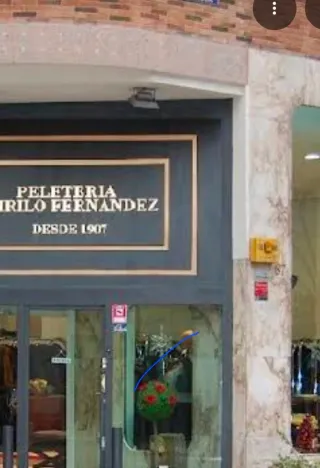 PELETERIA
IRILO FERNANDEZ
DESDE 1907